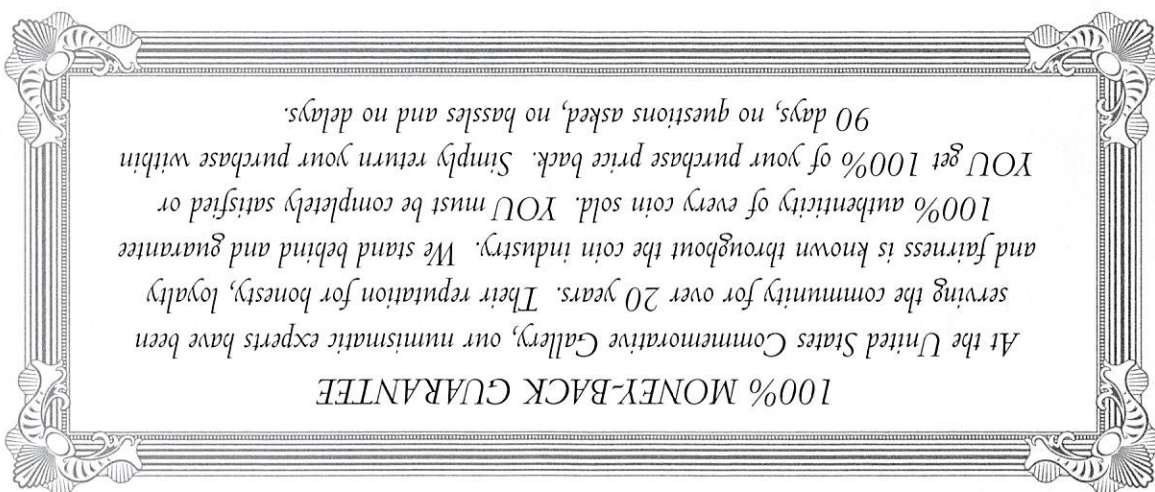 100% MONEY-BACK GUARANTEE
At the United States Commemorative Gallery, our numismatic experts have been
serving the community for over 20 years. Their reputation for honesty, loyalty
and fairness is known throughout the coin industry. We stand behind and guarantee
100% authenticity of every coin sold. YOU must be completely satisfied or
YOU get 100% of your purchase price back. Simply return your purchase within
90 days, no questions, asked, no hassles and no delays.